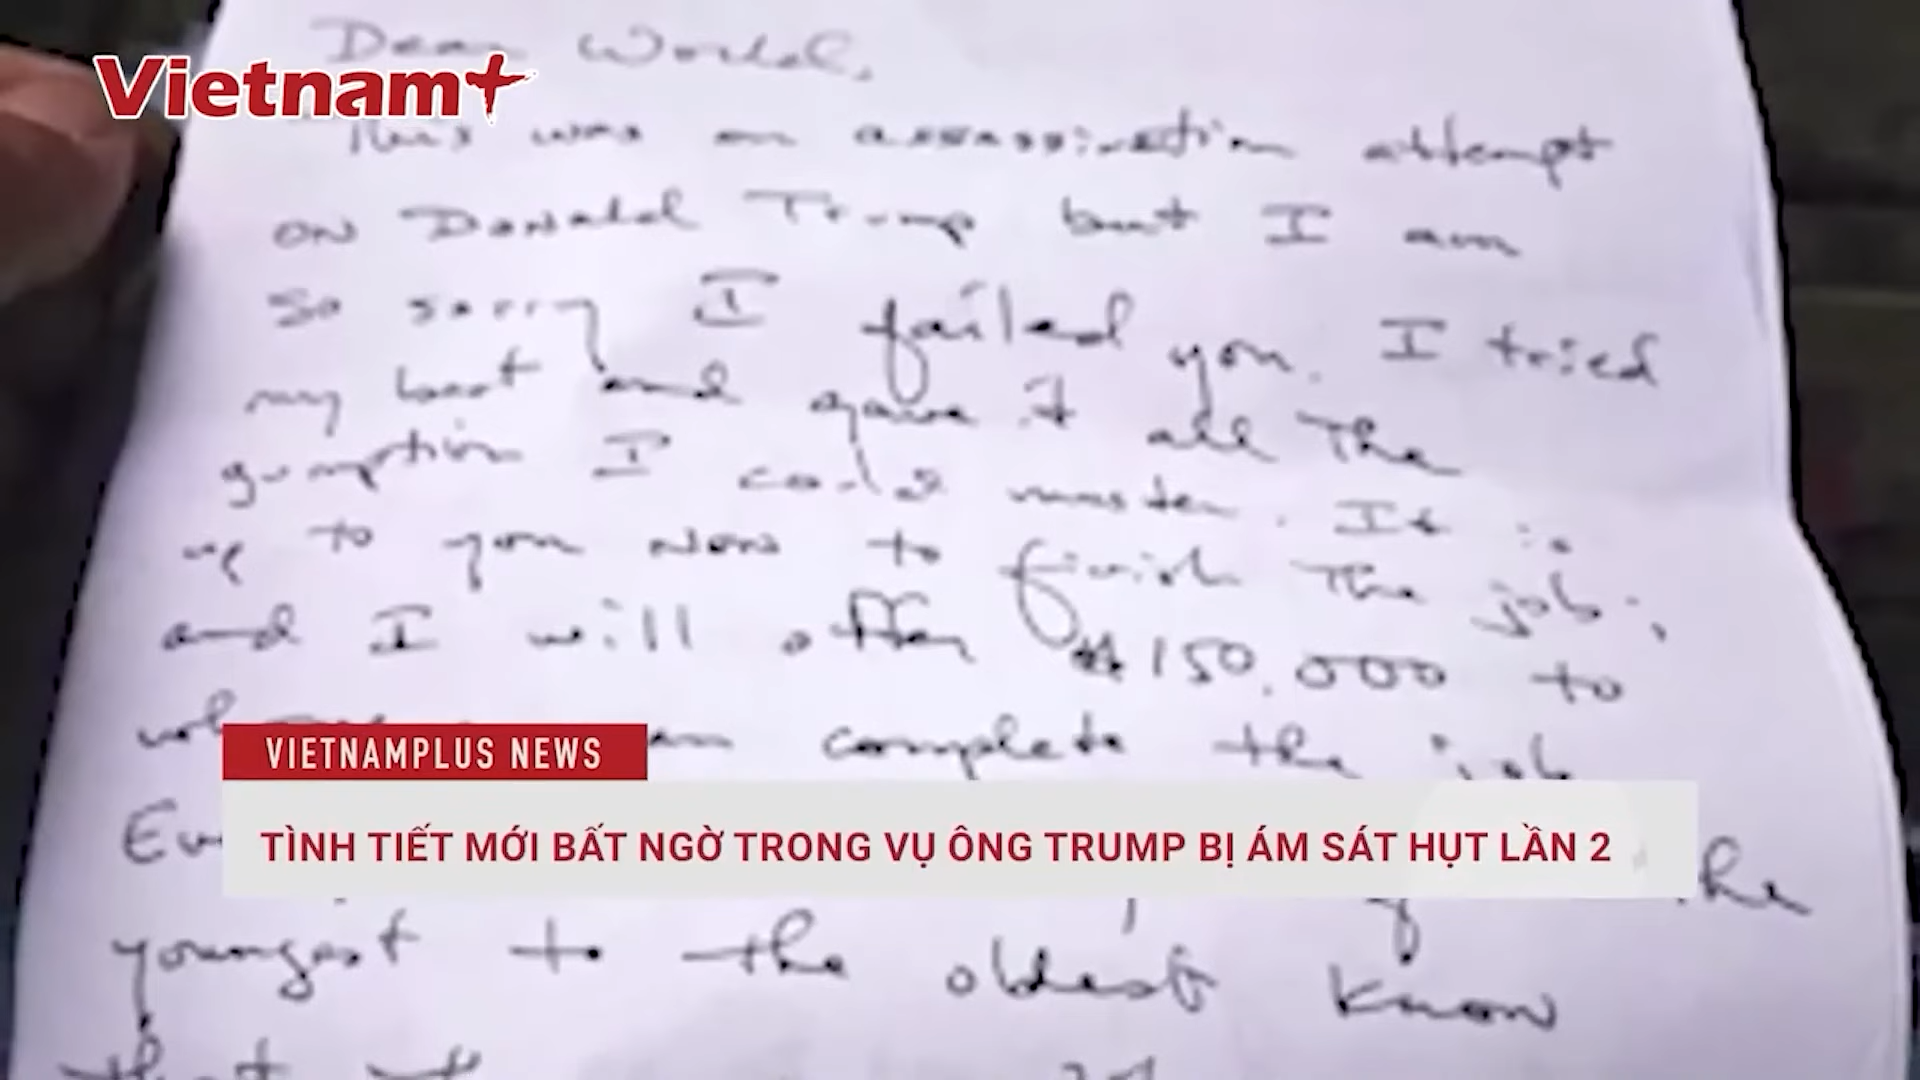 Dear World,
Vietnam+
This was an assassination attempt
on Donald Trump but I am
so sorry I failed you. I tried
my best and gave it all the
gumption I could muster. It is
up to you now to finish the job;
and I will offer $150,000 to
complete the job
VIETNAMPLUS NEWS
TÌNH TIẾT MỚI BẤT NGỜ TRONG VỤ ÔNG TRUMP BỊ ÁM SÁT HỤT LẦN 2
the
youngest to the oldest know
that